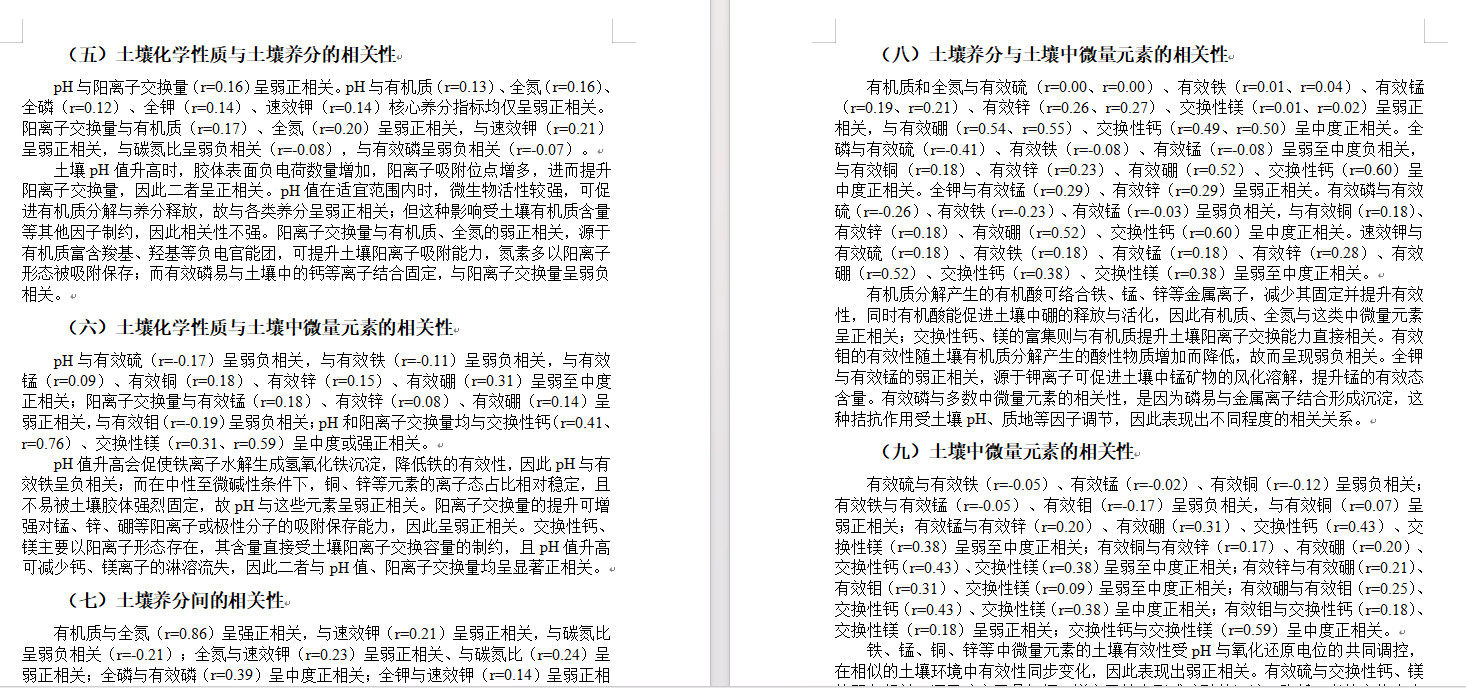 （五）土壤化学性质与土壤养分的相关性
pH 与阳离子交换量（r=0.16）呈弱正相关。pH 与有机质（r=0.13）、全氮（r=0.16）、
全磷（r=0.12）、全钾（r=0.14）、速效钾（r=0.14）核心养分指标均仅呈弱正相关。
阳离子交换量与有机质（r=0.17）、全氮（r=0.20）呈弱正相关，与速效钾（r=0.21）
呈弱正相关，与碳氮比呈弱负相关（r=-0.08），与有效磷呈弱负相关（r=-0.07）。
土壤 pH 值升高时，胶体表面负电荷数量增加，阳离子吸附位点增多，进而提升
阳离子交换量，因此二者呈正相关。pH 值在适宜范围内时，微生物活性较强，可促
进有机质分解与养分释放，故与各类养分呈弱正相关；但这种影响受土壤有机质含量
等其他因子制约，因此相关性不强。阳离子交换量与有机质、全氮的弱正相关，源于
有机质富含羧基、羟基等负电官能团，可提升土壤阳离子吸附能力，氮素多以阳离子
形态被吸附保存；而有效磷易与土壤中的钙等离子结合固定，与阳离子交换量呈弱负
相关。
（六）土壤化学性质与土壤中微量元素的相关性
pH 与有效硫（r=-0.17）呈弱负相关，与有效铁（r=-0.11）呈弱负相关，与有效
锰（r=0.09）、有效铜（r=0.18）、有效锌（r=0.15）、有效硼（r=0.31）呈弱至中度
正相关；阳离子交换量与有效锰（r=0.18）、有效锌（r=0.08）、有效硼（r=0.14）呈
弱正相关，与有效钼（r=-0.19）呈弱负相关；pH 和阳离子交换量均与交换性钙（r=0.41、
r=0.76）、交换性镁（r=0.31、r=0.59）呈中度或强正相关。
pH 值升高会促使铁离子水解生成氢氧化铁沉淀，降低铁的有效性，因此 pH 与有
效铁呈负相关；而在中性至微碱性条件下，铜、锌等元素的离子态占比相对稳定，且
不易被土壤胶体强烈固定，故 pH 与这些元素呈弱正相关。阳离子交换量的提升可增
强对锰、锌、硼等阳离子或极性分子的吸附保存能力，因此呈弱正相关。交换性钙、
镁主要以阳离子形态存在，其含量直接受土壤阳离子交换容量的制约，且 pH 值升高
可减少钙、镁离子的淋溶流失，因此二者与 pH 值、阳离子交换量均呈显著正相关。
（七）土壤养分间的相关性
有机质与全氮（r=0.86）呈强正相关，与速效钾（r=0.21）呈弱正相关，与碳氮比
呈弱负相关（r=-0.21）；全氮与速效钾（r=0.23）呈弱正相关、与碳氮比（r=0.24）呈
弱正相关；全磷与有效磷（r=0.39）呈中度正相关；全钾与速效钾（r=0.14）呈弱正相
（八）土壤养分与土壤中微量元素的相关性
有机质和全氮与有效硫（r=0.00、r=0.00）、有效铁（r=0.01、r=0.04）、有效锰
（r=0.19、r=0.21）、有效锌（r=0.26、r=0.27）、交换性镁（r=0.01、r=0.02）呈弱正
相关，与有效硼（r=0.54、r=0.55）、交换性钙（r=0.49、r=0.50）呈中度正相关。全
磷与有效硫（r=-0.41）、有效铁（r=-0.08）、有效锰（r=-0.08）呈弱至中度负相关，
与有效铜（r=0.18）、有效锌（r=0.23）、有效硼（r=0.52）、交换性钙（r=0.60）呈
中度正相关。全钾与有效锰（r=0.29）、有效锌（r=0.29）呈弱正相关。有效磷与有效
硫（r=-0.26）、有效铁（r=-0.23）、有效锰（r=-0.03）呈弱负相关，与有效铜（r=0.18）、
有效锌（r=0.18）、有效硼（r=0.52）、交换性钙（r=0.60）呈中度正相关。速效钾与
有效硫（r=0.18）、有效铁（r=0.18）、有效锰（r=0.18）、有效锌（r=0.28）、有效
硼（r=0.52）、交换性钙（r=0.38）、交换性镁（r=0.38）呈弱至中度正相关。
有机质分解产生的有机酸可络合铁、锰、锌等金属离子，减少其固定并提升有效
性，同时有机酸能促进土壤中硼的释放与活化，因此有机质、全氮与这类中微量元素
呈正相关；交换性钙、镁的富集则与有机质提升土壤阳离子交换能力直接相关。有效
钼的有效性随土壤有机质分解产生的酸性物质增加而降低，故而呈现弱负相关。全钾
与有效锰的弱正相关，源于钾离子可促进土壤中锰矿物的风化溶解，提升锰的有效态
含量。有效磷与多数中微量元素的相关性，是因为磷易与金属离子结合形成沉淀，这
种拮抗作用受土壤 pH、质地等因子调节，因此表现出不同程度的相关关系。
（九）土壤中微量元素的相关性
有效硫与有效铁（r=-0.05）、有效锰（r=-0.02）、有效铜（r=-0.12）呈弱负相关；
有效铁与有效锰（r=-0.05）、有效钼（r=-0.17）呈弱负相关，与有效铜（r=0.07）呈
弱正相关；有效锰与有效锌（r=0.20）、有效硼（r=0.31）、交换性钙（r=0.43）、交
换性镁（r=0.38）呈弱至中度正相关；有效铜与有效锌（r=0.17）、有效硼（r=0.20）、
交换性钙（r=0.43）、交换性镁（r=0.38）呈弱至中度正相关；有效锌与有效硼（r=0.21）、
有效钼（r=0.31）、交换性镁（r=0.09）呈弱至中度正相关；有效硼与有效钼（r=0.25）、
交换性钙（r=0.43）、交换性镁（r=0.38）呈中度正相关；有效钼与交换性钙（r=0.18）、
交换性镁（r=0.18）呈弱正相关；交换性钙与交换性镁（r=0.59）呈中度正相关。
铁、锰、铜、锌等中微量元素的土壤有效性受 pH 与氧化还原电位的共同调控，
在相似的土壤环境中有效性同步变化，因此表现出弱正相关。有效硫与交换性钙、镁